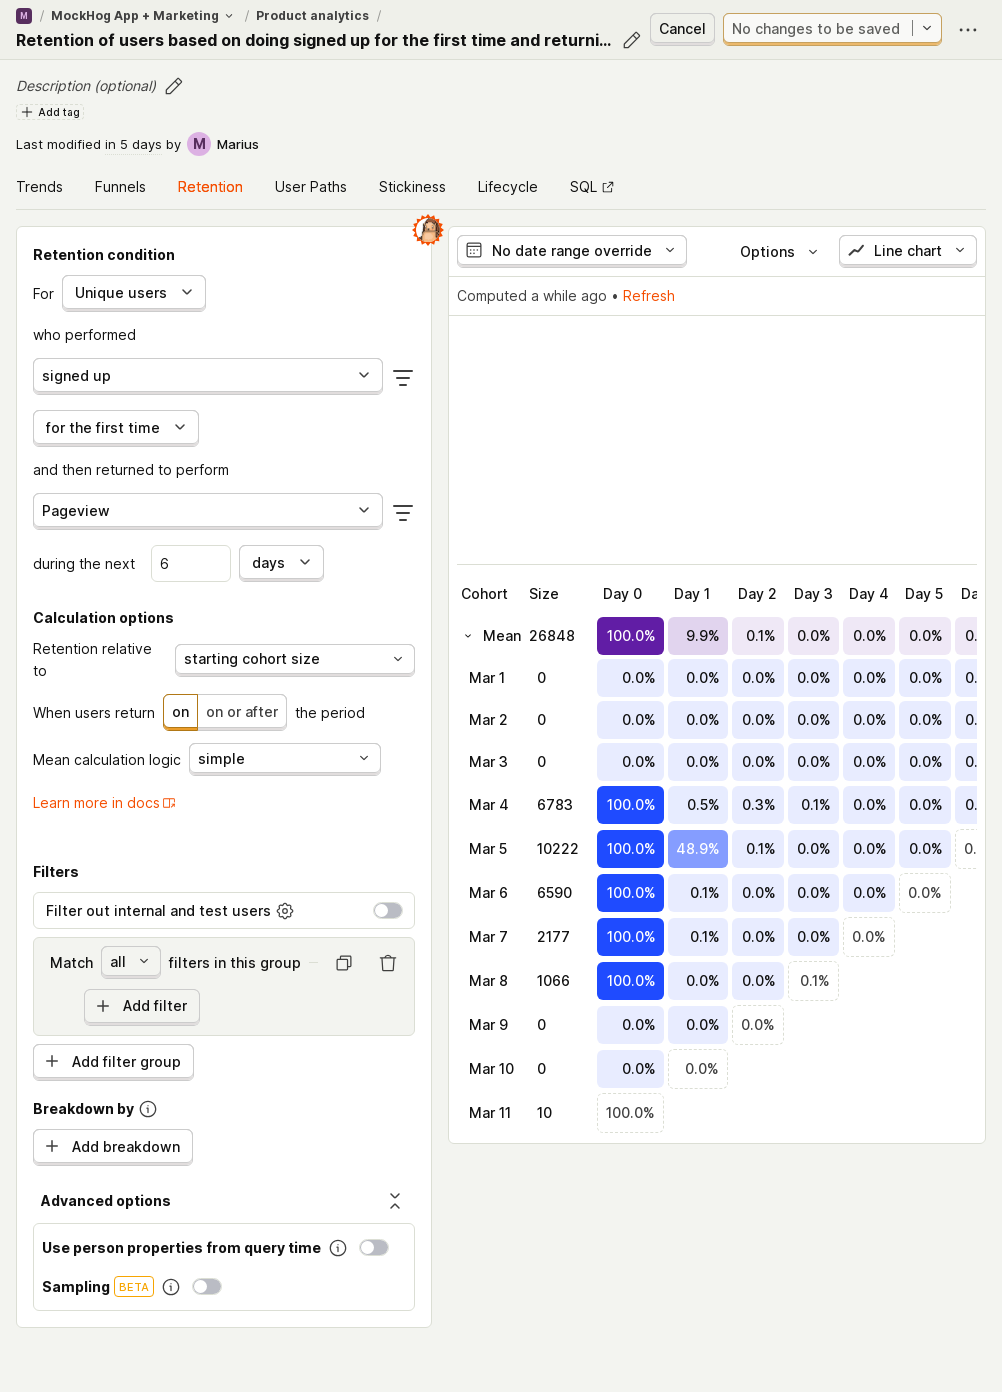 M / MockHog App + Marketing / Product analytics /
Retention of users based on doing signed up for the first time and returni...
Cancel
No changes to be saved
Description (optional)
Add tag
Last modified in 5 days by M Marius
Trends Funnels Retention User Paths Stickiness Lifecycle SQL
Retention condition
For Unique users
who performed
signed up
for the first time
and then returned to perform
Pageview
during the next 6 days
Calculation options
Retention relative
to
starting cohort size
When users return on on or after the period
Mean calculation logic simple
Learn more in docs
Filters
Filter out internal and test users
Match all filters in this group
Add filter
Add filter group
Breakdown by
Add breakdown
Advanced options
Use person properties from query time
Sampling BETA
No date range override Options Line chart
Computed a while ago • Refresh
Cohort Size Day 0 Day 1 Day 2 Day 3 Day 4 Day 5 Da
Mean 26848 100.0% 9.9% 0.1% 0.0% 0.0% 0.0% 0.
Mar 1 0 0.0% 0.0% 0.0% 0.0% 0.0% 0.0% 0.
Mar 2 0 0.0% 0.0% 0.0% 0.0% 0.0% 0.0% 0.
Mar 3 0 0.0% 0.0% 0.0% 0.0% 0.0% 0.0% 0.
Mar 4 6783 100.0% 0.5% 0.3% 0.1% 0.0% 0.0% 0.
Mar 5 10222 100.0% 48.9% 0.1% 0.0% 0.0% 0.0% 0.
Mar 6 6590 100.0% 0.1% 0.0% 0.0% 0.0% 0.0%
Mar 7 2177 100.0% 0.1% 0.0% 0.0% 0.0%
Mar 8 1066 100.0% 0.0% 0.0% 0.1%
Mar 9 0 0.0% 0.0% 0.0%
Mar 10 0 0.0% 0.0%
Mar 11 10 100.0%